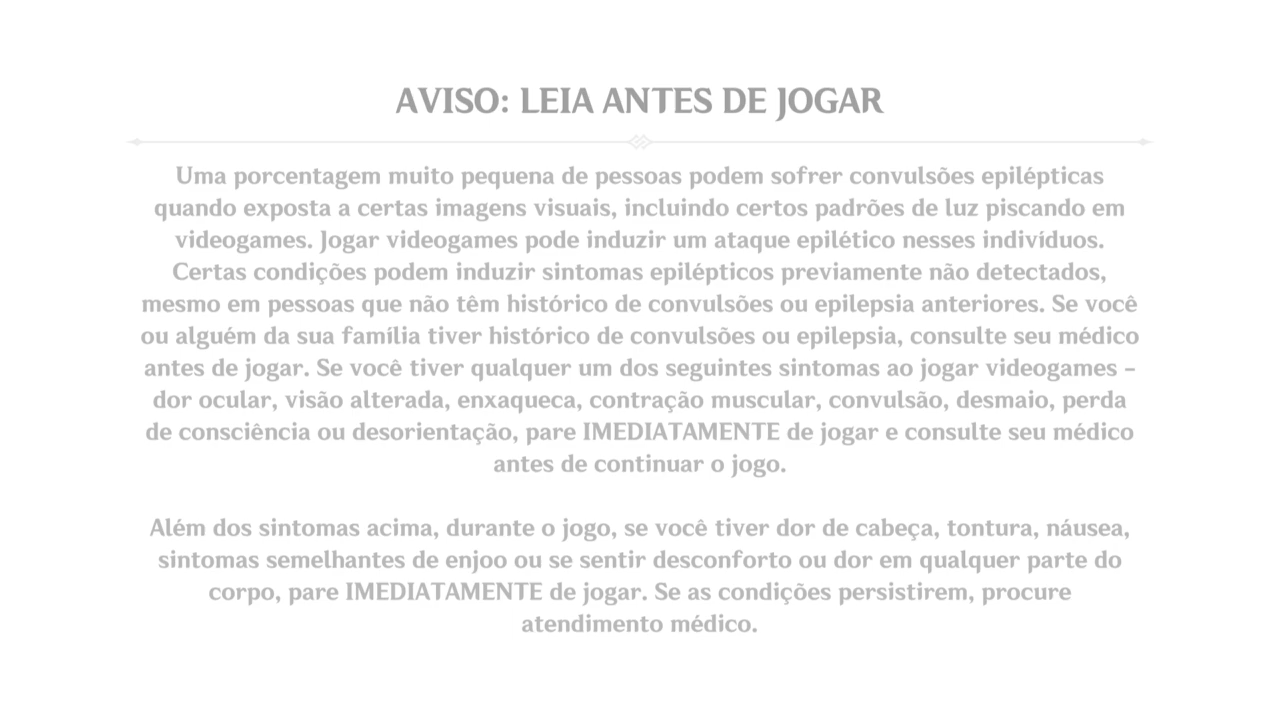 AVISO: LEIA ANTES DE JOGAR
Uma porcentagem muito pequena de pessoas podem sofrer convulsões epilépticas
quando exposta a certas imagens visuais, incluindo certos padrões de luz piscando em
videogames. Jogar videogames pode induzir um ataque epilético nesses indivíduos.
Certas condições podem induzir sintomas epilépticos previamente não detectados,
mesmo em pessoas que não têm histórico de convulsões ou epilepsia anteriores. Se você
ou alguém da sua família tiver histórico de convulsões ou epilepsia, consulte seu médico
antes de jogar. Se você tiver qualquer um dos seguintes sintomas ao jogar videogames –
dor ocular, visão alterada, enxaqueca, contração muscular, convulsão, desmaio, perda
de consciência ou desorientação, pare IMEDIATAMENTE de jogar e consulte seu médico
antes de continuar o jogo.
Além dos sintomas acima, durante o jogo, se você tiver dor de cabeça, tontura, náusea,
sintomas semelhantes de enjoo ou se sentir desconforto ou dor em qualquer parte do
corpo, pare IMEDIATAMENTE de jogar. Se as condições persistirem, procure
atendimento médico.